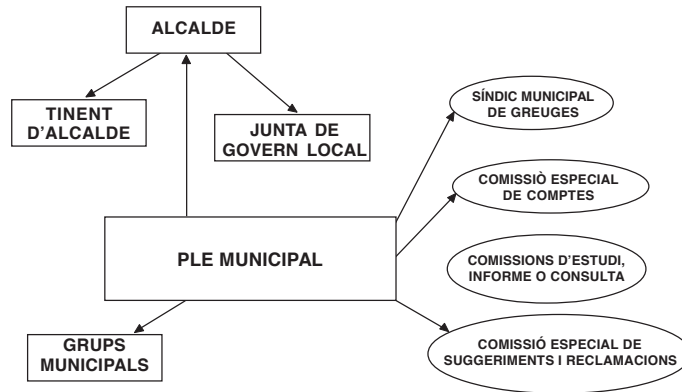 ALCALDE
TINENT
D'ALCALDE
JUNTA DE
GOVERN LOCAL
SÍNDIC MUNICIPAL
DE GREUGES
COMISSIÒ ESPECIAL
DE COMPTES
PLE MUNICIPAL
COMISSIONS D'ESTUDI,
INFORME O CONSULTA
GRUPS
MUNICIPALS
COMISSIÓ ESPECIAL DE
SUGGERIMENTS I RECLAMACIONS